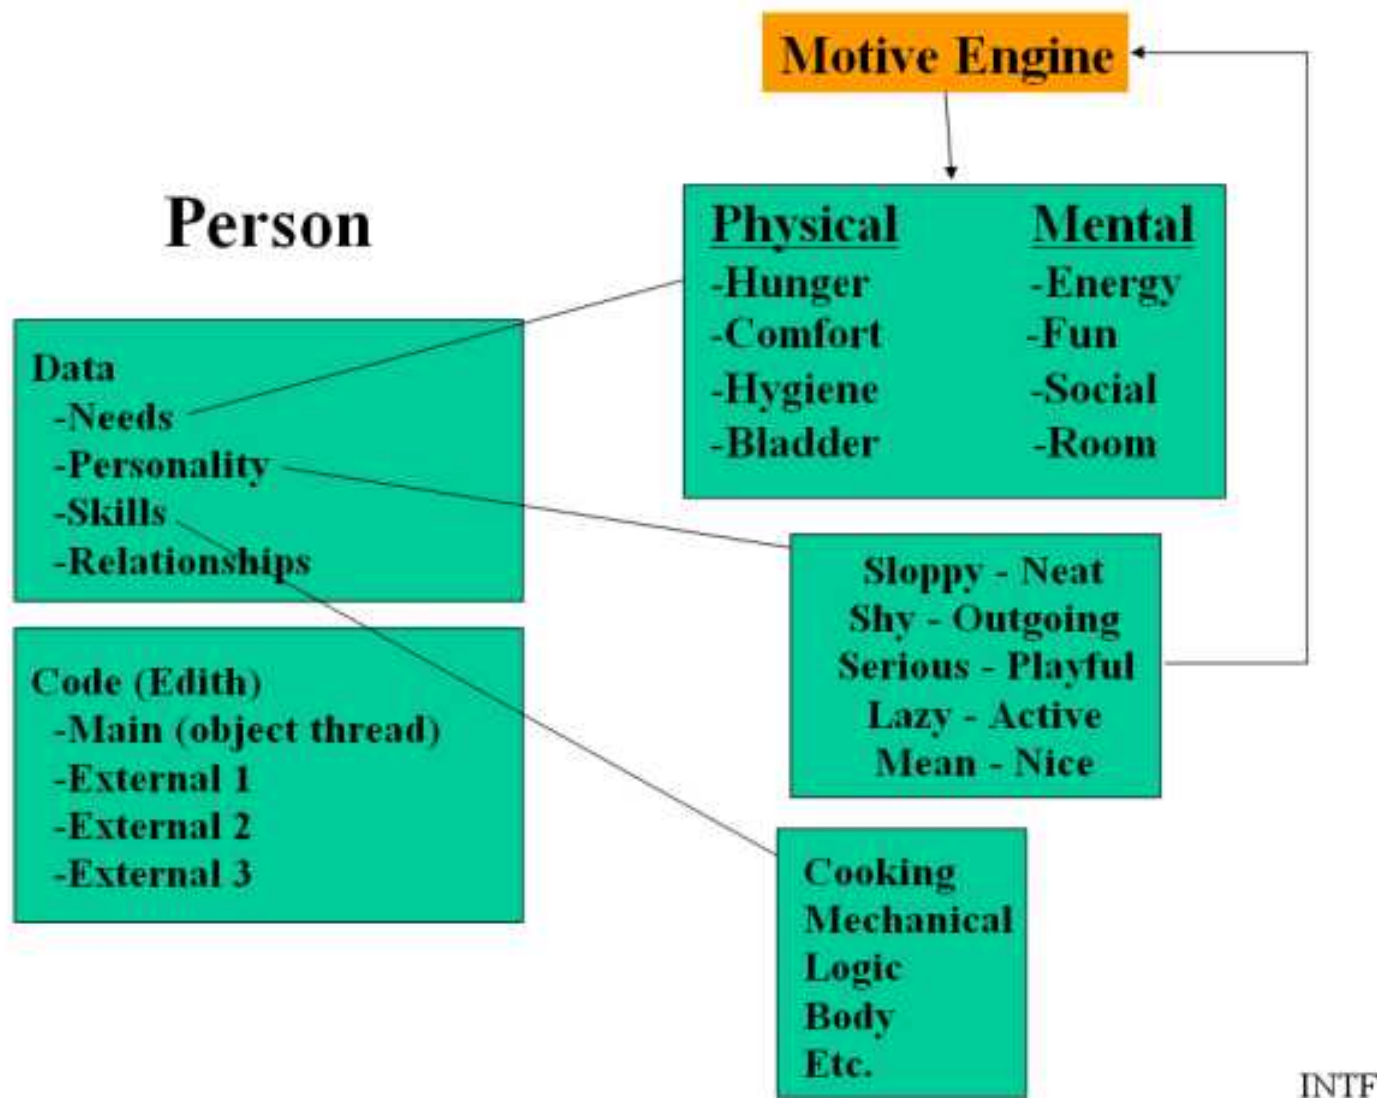 Motive Engine
Person
Physical Mental
-Hunger -Energy
-Comfort -Fun
-Hygiene -Social
-Bladder -Room
Data
-Needs
-Personality
-Skills
-Relationships
Sloppy - Neat
Shy - Outgoing
Serious - Playful
Lazy - Active
Mean - Nice
Code (Edith)
-Main (object thread)
-External 1
-External 2
-External 3
Cooking
Mechanical
Logic
Body
Etc.
INTF